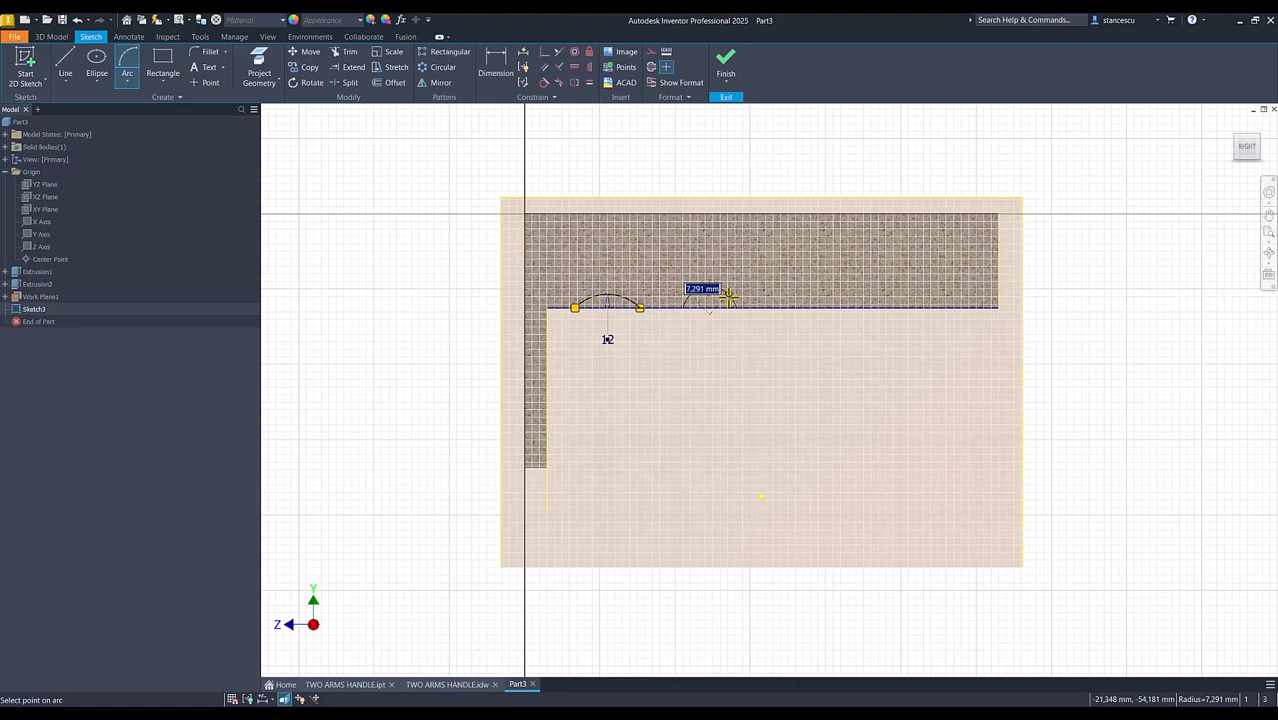 Material
Appearance
Autodesk Inventor Professional 2025 Part3
Search Help & Commands...
stancescu
File 3D Model Sketch Annotate Inspect Tools Manage View Environments Collaborate Fusion
Start
2D Sketch
Line
Ellipse
Arc
Rectangle
Fillet
Text
Point
Project
Geometry
Move Trim Scale
Copy Extend Stretch
Rotate Split Offset
Rectangular
Circular
Mirror
Dimension
Image
Points
ACAD
Show Format
Finish
Sketch Create Modify Pattern Constrain Insert Format Exit
Model
Part3
Model States: [Primary]
Solid Bodies(1)
View: [Primary]
Origin
YZ Plane
XZ Plane
XY Plane
X Axis
Y Axis
Z Axis
Center Point
Extrusion1
Extrusion2
Work Plane1
Sketch3
End of Part
RIGHT
7,291 mm
12
Y
Z
Home TWO ARMS HANDLE.ipt TWO ARMS HANDLE.idw Part3
Select point on arc
-21,348 mm, -54,181 mm Radius=7,291 mm 1 3